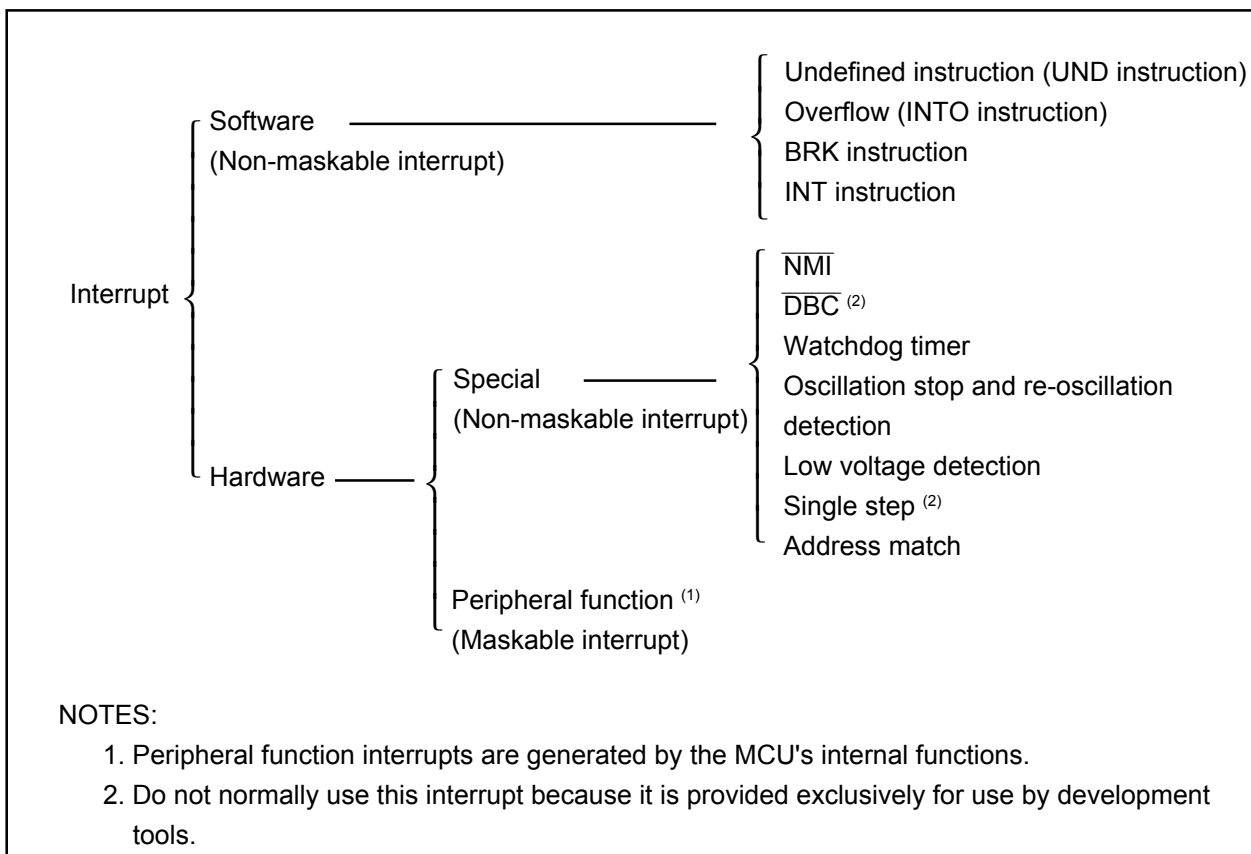 Interrupt
Software
(Non-maskable interrupt)
Undefined instruction (UND instruction)
Overflow (INTO instruction)
BRK instruction
INT instruction
Hardware
Special
(Non-maskable interrupt)
NMI
DBC (2)
Watchdog timer
Oscillation stop and re-oscillation
detection
Low voltage detection
Single step (2)
Address match
Peripheral function (1)
(Maskable interrupt)
NOTES:
1. Peripheral function interrupts are generated by the MCU's internal functions.
2. Do not normally use this interrupt because it is provided exclusively for use by development
tools.